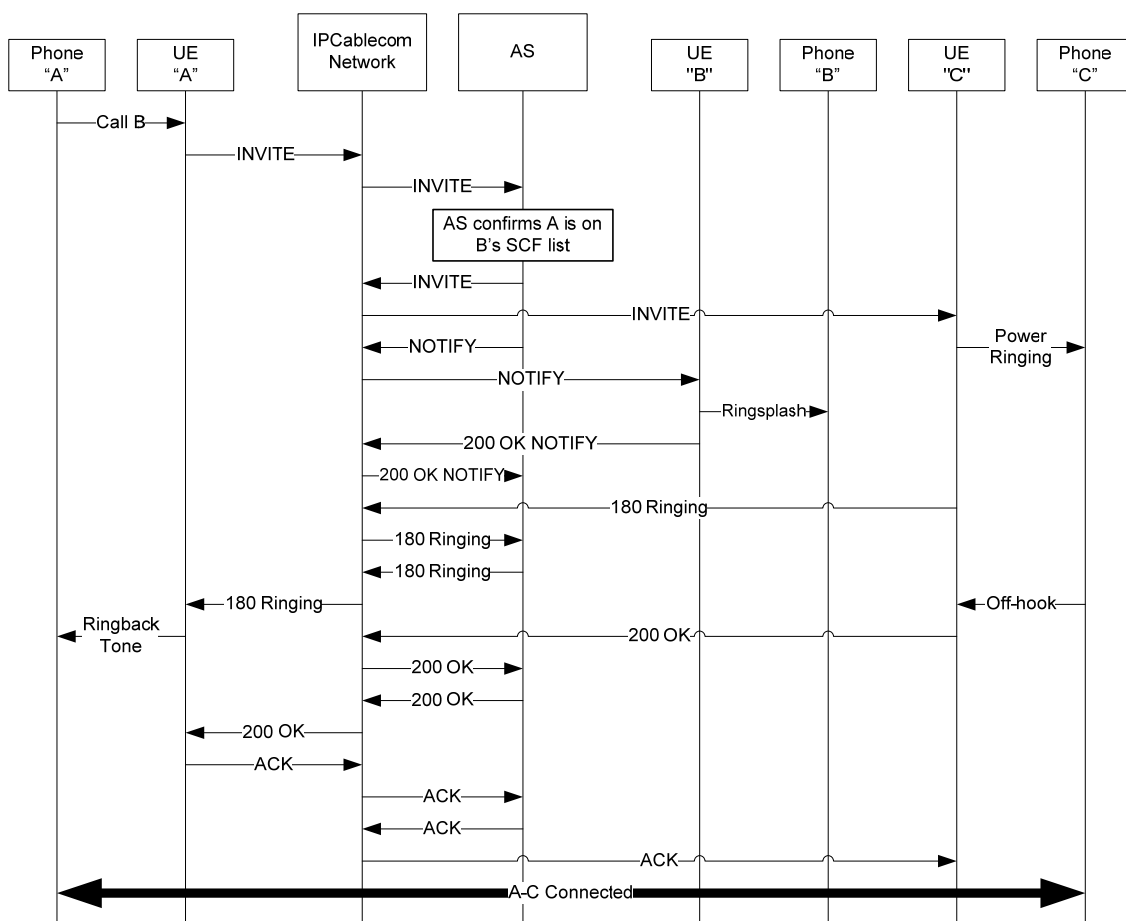 Phone
“A”
UE
“A”
IPCablecom
Network
AS
UE
"B"
Phone
“B”
UE
"C"
Phone
“C”
Call B
INVITE
INVITE
AS confirms A is on
B’s SCF list
INVITE
INVITE
NOTIFY
Power
Ringing
NOTIFY
Ringsplash
200 OK NOTIFY
200 OK NOTIFY
180 Ringing
180 Ringing
180 Ringing
180 Ringing
Off-hook
Ringback
Tone
200 OK
200 OK
200 OK
200 OK
ACK
ACK
ACK
ACK
A-C Connected